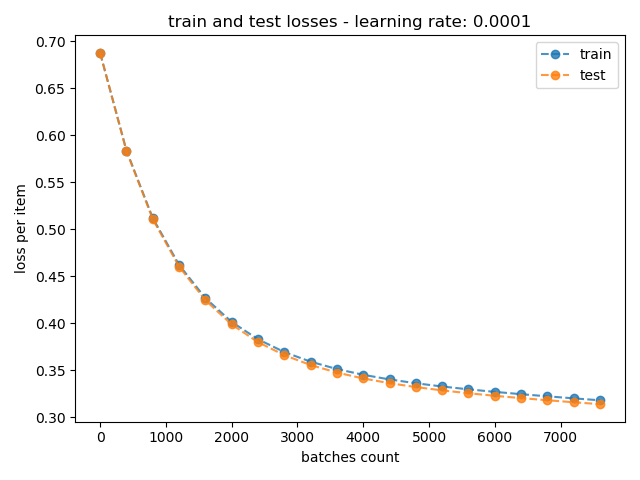 train and test losses - learning rate: 0.0001
train
test
loss per item
0.70
0.65
0.60
0.55
0.50
0.45
0.40
0.35
0.30
0 1000 2000 3000 4000 5000 6000 7000
batches count